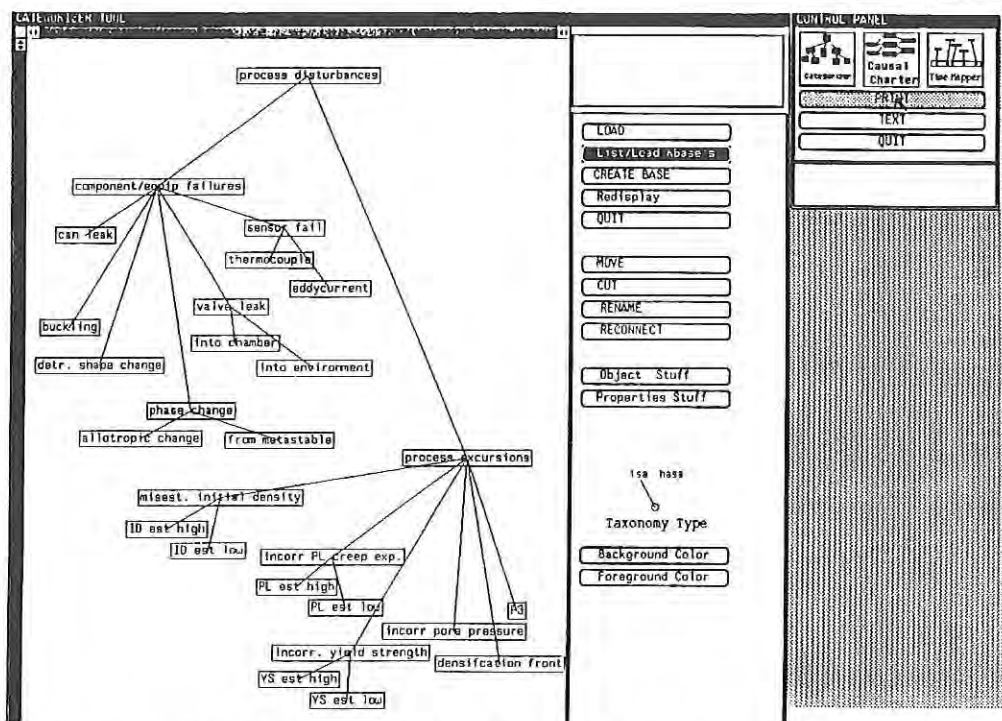 CATEGORIZER TOOL
process disturbances
component/equip failures
can leak
sensor fail
thermocouple
eddycurrent
valve leak
buckling
into chamber
detr. shape change
into environment
phase change
allotropic change
from metastable
process excursions
misest. initial density
ID est high
ID est low
incorr PL creep exp.
PL est high
PL est low
P3
incorr pore pressure
incorr. yield strength
densifcation front
YS est high
YS est low
LOAD
List/Load Kbase's
CREATE BASE
Redisplay
QUIT
MOVE
CUT
RENAME
RECONNECT
Object Stuff
Properties Stuff
isa hasa
Taxonomy Type
Background Color
Foreground Color
CONTROL PANEL
Categorizer
Causal
Charter
Time Mapper
PRINT
TEXT
QUIT